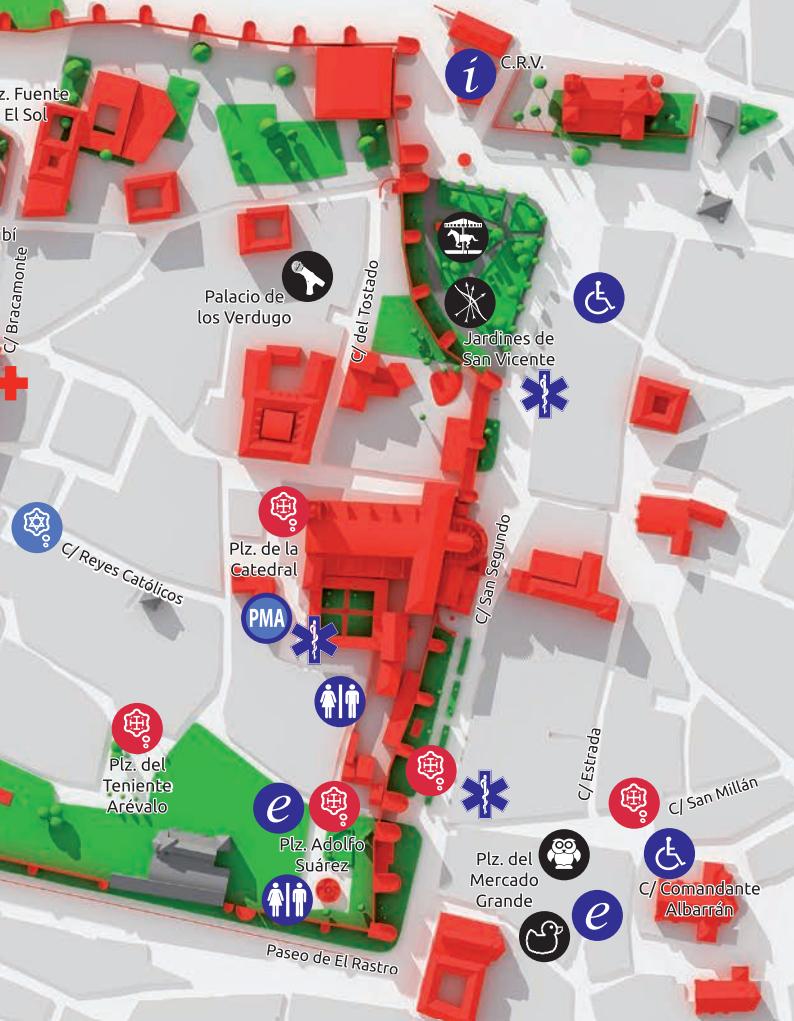 C.R.V.
i
z. Fuente
El Sol
bí
C/ Bracamonte
Palacio de
los Verdugo
C/ del Tostado
Jardines de
San Vicente
Plz. de la
Catedral
C/ San Segundo
C/ Reyes Católicos
PMA
Plz. del
Teniente
Arévalo
C/ Estrada
C/ San Millán
e
Plz. Adolfo
Suárez
Plz. del
Mercado
Grande
C/ Comandante
Albarrán
e
Paseo de El Rastro